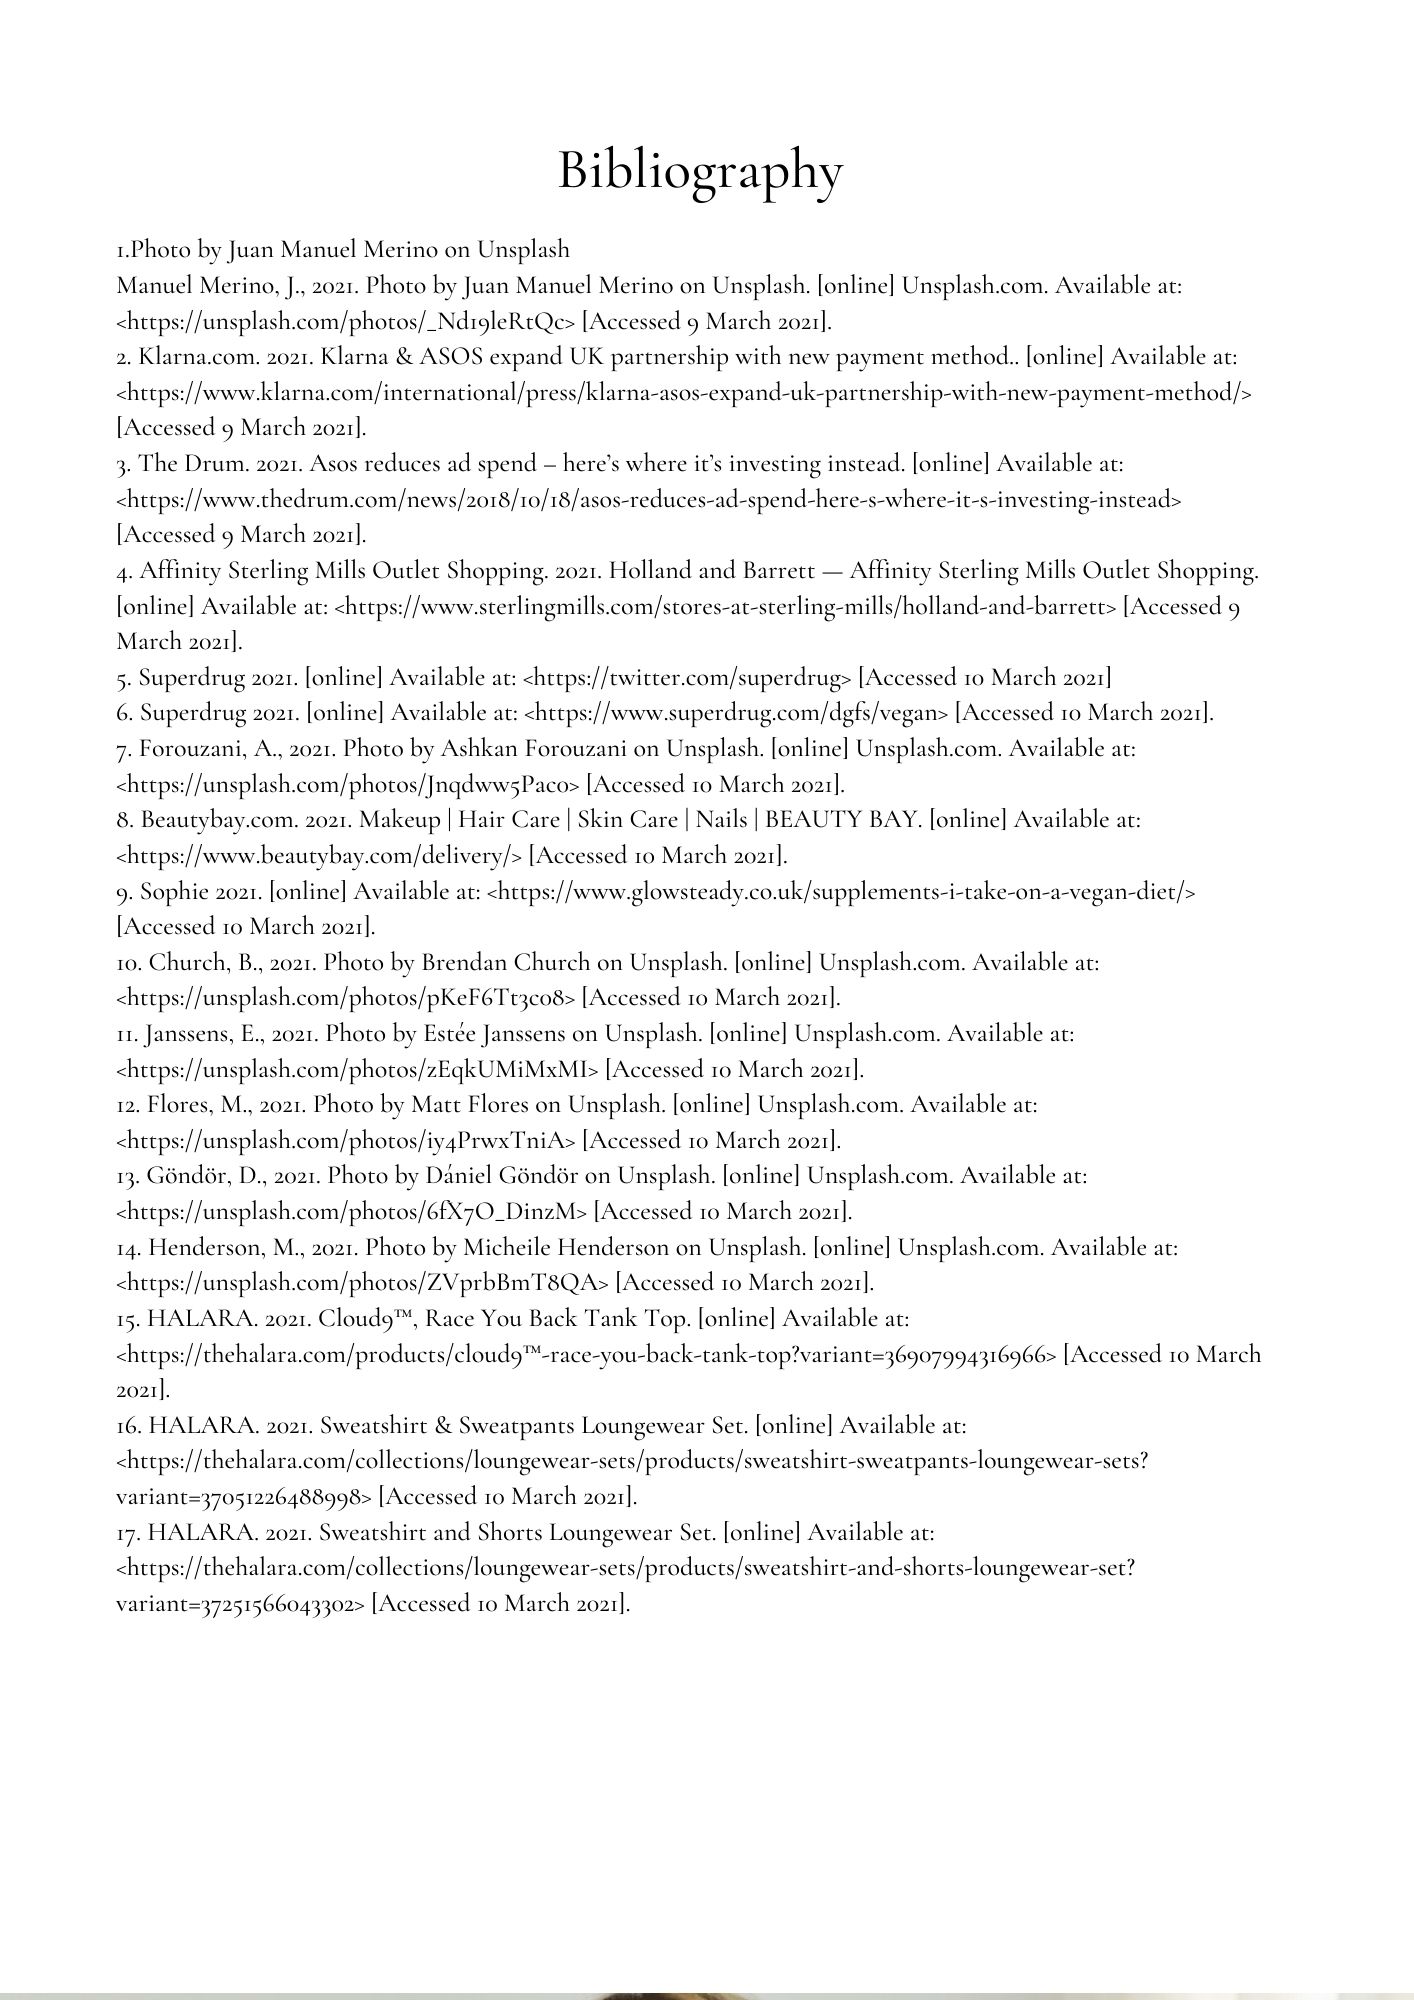 Bibliography
1.Photo by Juan Manuel Merino on Unsplash
Manuel Merino, J., 2021. Photo by Juan Manuel Merino on Unsplash. [online] Unsplash.com. Available at:
<https://unsplash.com/photos/_Nd19leRtQc> [Accessed 9 March 2021].
2. Klarna.com. 2021. Klarna & ASOS expand UK partnership with new payment method.. [online] Available at:
<https://www.klarna.com/international/press/klarna-asos-expand-uk-partnership-with-new-payment-method/>
[Accessed 9 March 2021].
3. The Drum. 2021. Asos reduces ad spend – here’s where it’s investing instead. [online] Available at:
<https://www.thedrum.com/news/2018/10/18/asos-reduces-ad-spend-here-s-where-it-s-investing-instead>
[Accessed 9 March 2021].
4. Affinity Sterling Mills Outlet Shopping. 2021. Holland and Barrett — Affinity Sterling Mills Outlet Shopping.
[online] Available at: <https://www.sterlingmills.com/stores-at-sterling-mills/holland-and-barrett> [Accessed 9
March 2021].
5. Superdrug 2021. [online] Available at: <https://twitter.com/superdrug> [Accessed 10 March 2021]
6. Superdrug 2021. [online] Available at: <https://www.superdrug.com/dgfs/vegan> [Accessed 10 March 2021].
7. Forouzani, A., 2021. Photo by Ashkan Forouzani on Unsplash. [online] Unsplash.com. Available at:
<https://unsplash.com/photos/Jnqdww5Pac0> [Accessed 10 March 2021].
8. Beautybay.com. 2021. Makeup | Hair Care | Skin Care | Nails | BEAUTY BAY. [online] Available at:
<https://www.beautybay.com/delivery/> [Accessed 10 March 2021].
9. Sophie 2021. [online] Available at: <https://www.glowsteady.co.uk/supplements-i-take-on-a-vegan-diet/>
[Accessed 10 March 2021].
10. Church, B., 2021. Photo by Brendan Church on Unsplash. [online] Unsplash.com. Available at:
<https://unsplash.com/photos/pKeF6Tt3c08> [Accessed 10 March 2021].
11. Janssens, E., 2021. Photo by Estée Janssens on Unsplash. [online] Unsplash.com. Available at:
<https://unsplash.com/photos/zEqkUMiMxMI> [Accessed 10 March 2021].
12. Flores, M., 2021. Photo by Matt Flores on Unsplash. [online] Unsplash.com. Available at:
<https://unsplash.com/photos/iy4PrwxTniA> [Accessed 10 March 2021].
13. Göndör, D., 2021. Photo by Dániel Göndör on Unsplash. [online] Unsplash.com. Available at:
<https://unsplash.com/photos/6fX7O_DinzM> [Accessed 10 March 2021].
14. Henderson, M., 2021. Photo by Micheile Henderson on Unsplash. [online] Unsplash.com. Available at:
<https://unsplash.com/photos/ZVprbBmT8QA> [Accessed 10 March 2021].
15. HALARA. 2021. Cloud9™, Race You Back Tank Top. [online] Available at:
<https://thehalara.com/products/cloud9™-race-you-back-tank-top?variant=36907994316966> [Accessed 10 March
2021].
16. HALARA. 2021. Sweatshirt & Sweatpants Loungewear Set. [online] Available at:
<https://thehalara.com/collections/loungewear-sets/products/sweatshirt-sweatpants-loungewear-sets?
variant=37051226488998> [Accessed 10 March 2021].
17. HALARA. 2021. Sweatshirt and Shorts Loungewear Set. [online] Available at:
<https://thehalara.com/collections/loungewear-sets/products/sweatshirt-and-shorts-loungewear-set?
variant=37251566043302> [Accessed 10 March 2021].